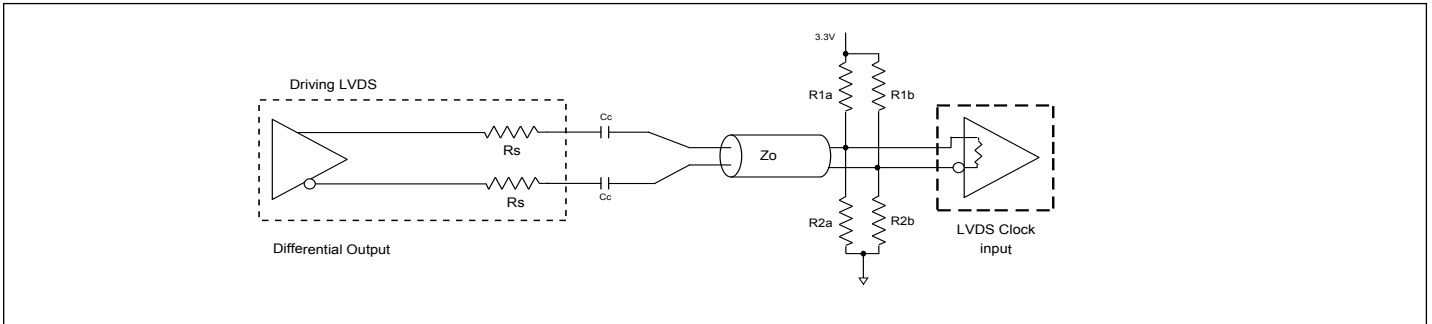 3.3V
Driving LVDS
R1a
R1b
Cc
Rs
Zo
Rs
Cc
R2a
R2b
LVDS Clock
input
Differential Output